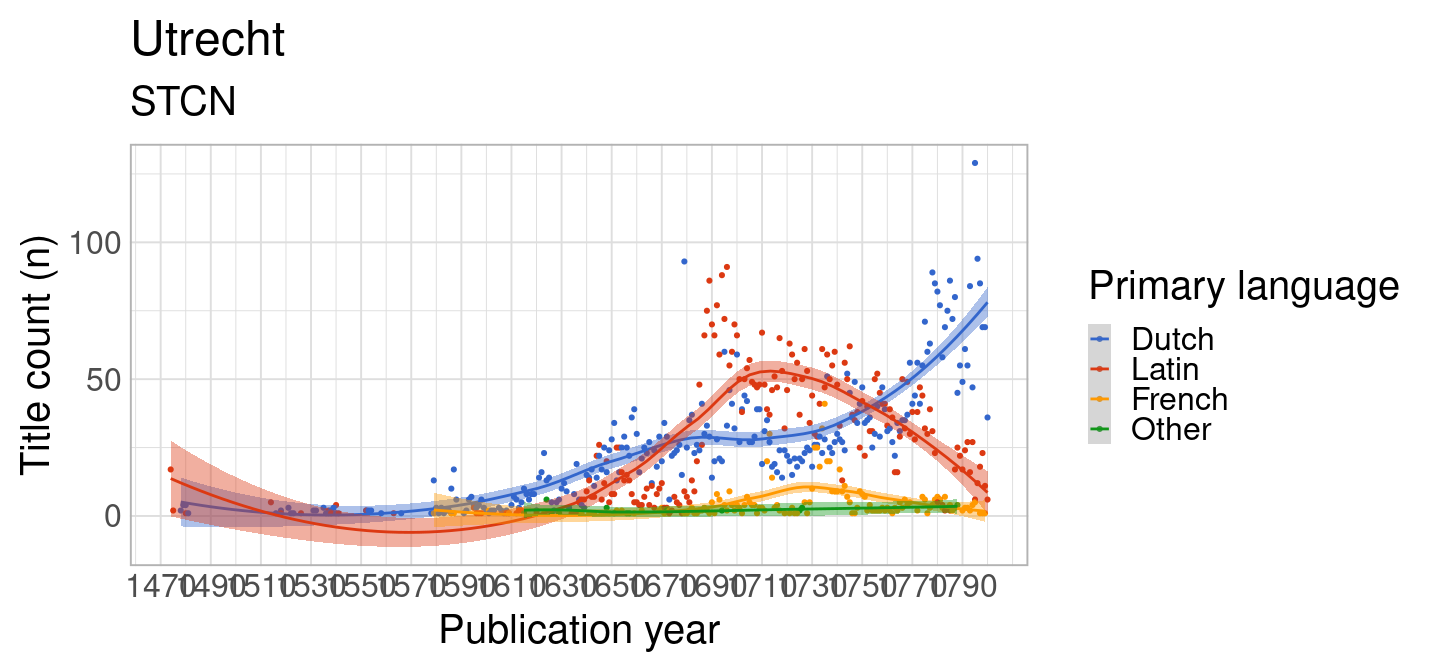 Utrecht
STCN
Title count (n)
100
50
0
1470 1490 1510 1530 1550 1570 1590 1610 1630 1650 1670 1690 1710 1730 1750 1770 1790
Publication year
Primary language
Dutch
Latin
French
Other